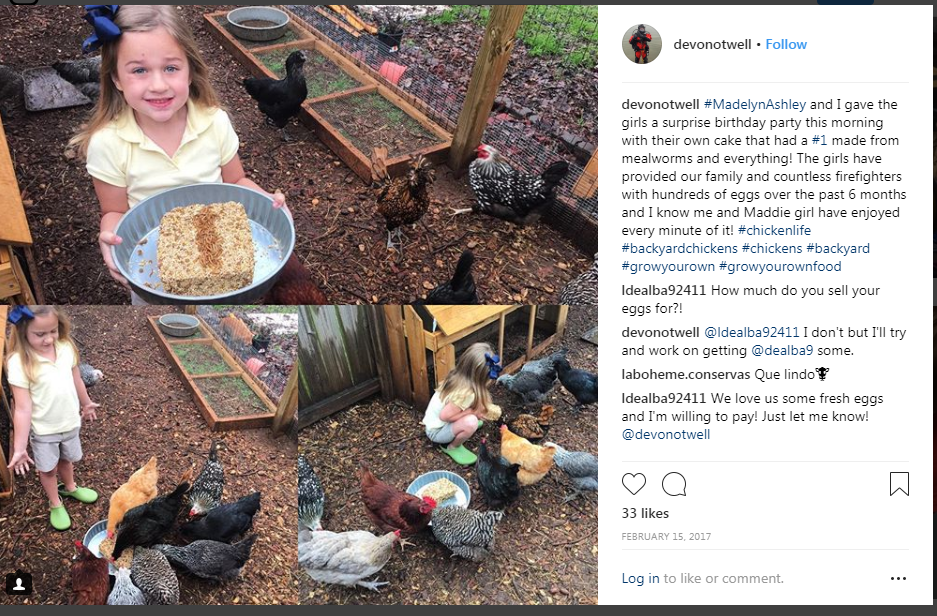 devonotwell • Follow
devonotwell #MadelynAshley and I gave the
girls a surprise birthday party this morning
with their own cake that had a #1 made from
mealworms and everything! The girls have
provided our family and countless firefighters
with hundreds of eggs over the past 6 months
and I know me and Maddie girl have enjoyed
every minute of it! #chickenlife
#backyardchickens #chickens #backyard
#growyourown #growyourownfood
ldealba92411 How much do you sell your
eggs for?!
devonotwell @ldealba92411 I don't but I'll try
and work on getting @dealba9 some.
laboheme.conservas Que lindo
ldealba92411 We love us some fresh eggs
and I'm willing to pay! Just let me know!
@devonotwell
33 likes
FEBRUARY 15, 2017
Log in to like or comment.